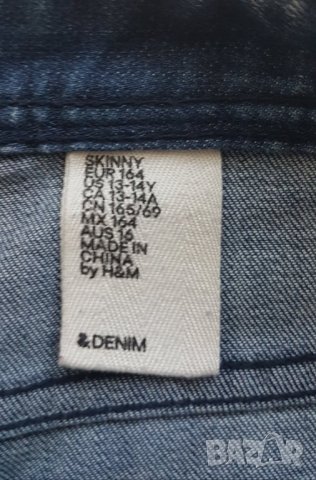 SKINNY
EUR 164
US 13-14Y
CA 13-14A
CN 165/69
MX 164
AUS 16
MADE IN
CHINA
by H&M
&DENIM
BAZAR